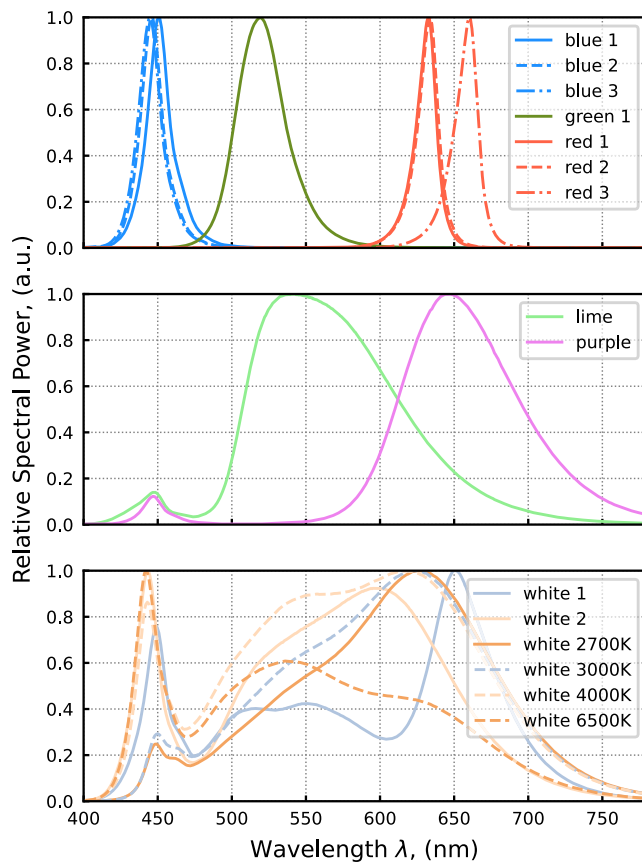 Relative Spectral Power, (a.u.)
1.0
0.8
0.6
0.4
0.2
0.0
blue 1
blue 2
blue 3
green 1
red 1
red 2
red 3
1.0
0.8
0.6
0.4
0.2
0.0
lime
purple
1.0
0.8
0.6
0.4
0.2
0.0
white 1
white 2
white 2700K
white 3000K
white 4000K
white 6500K
400 450 500 550 600 650 700 750
Wavelength λ, (nm)